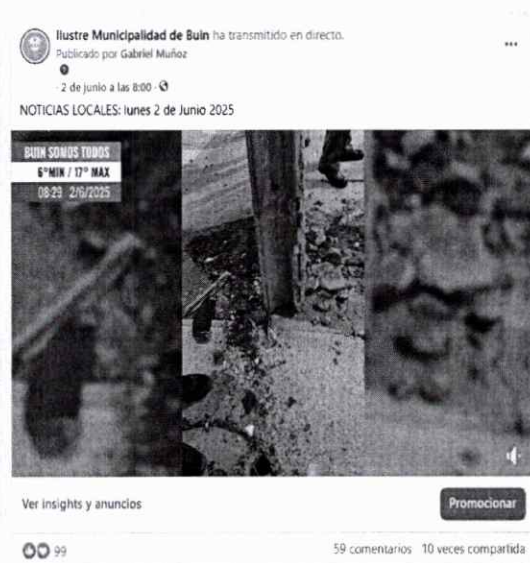 Ilustre Municipalidad de Buin ha transmitido en directo.
Publicado por Gabriel Muñoz
· 2 de junio a las 8:00 ·
NOTICIAS LOCALES: lunes 2 de Junio 2025
BUIN SOMOS TODOS
6° MIN / 17° MAX
08:29 2/6/2025
Ver insights y anuncios
Promocionar
99
59 comentarios 10 veces compartida